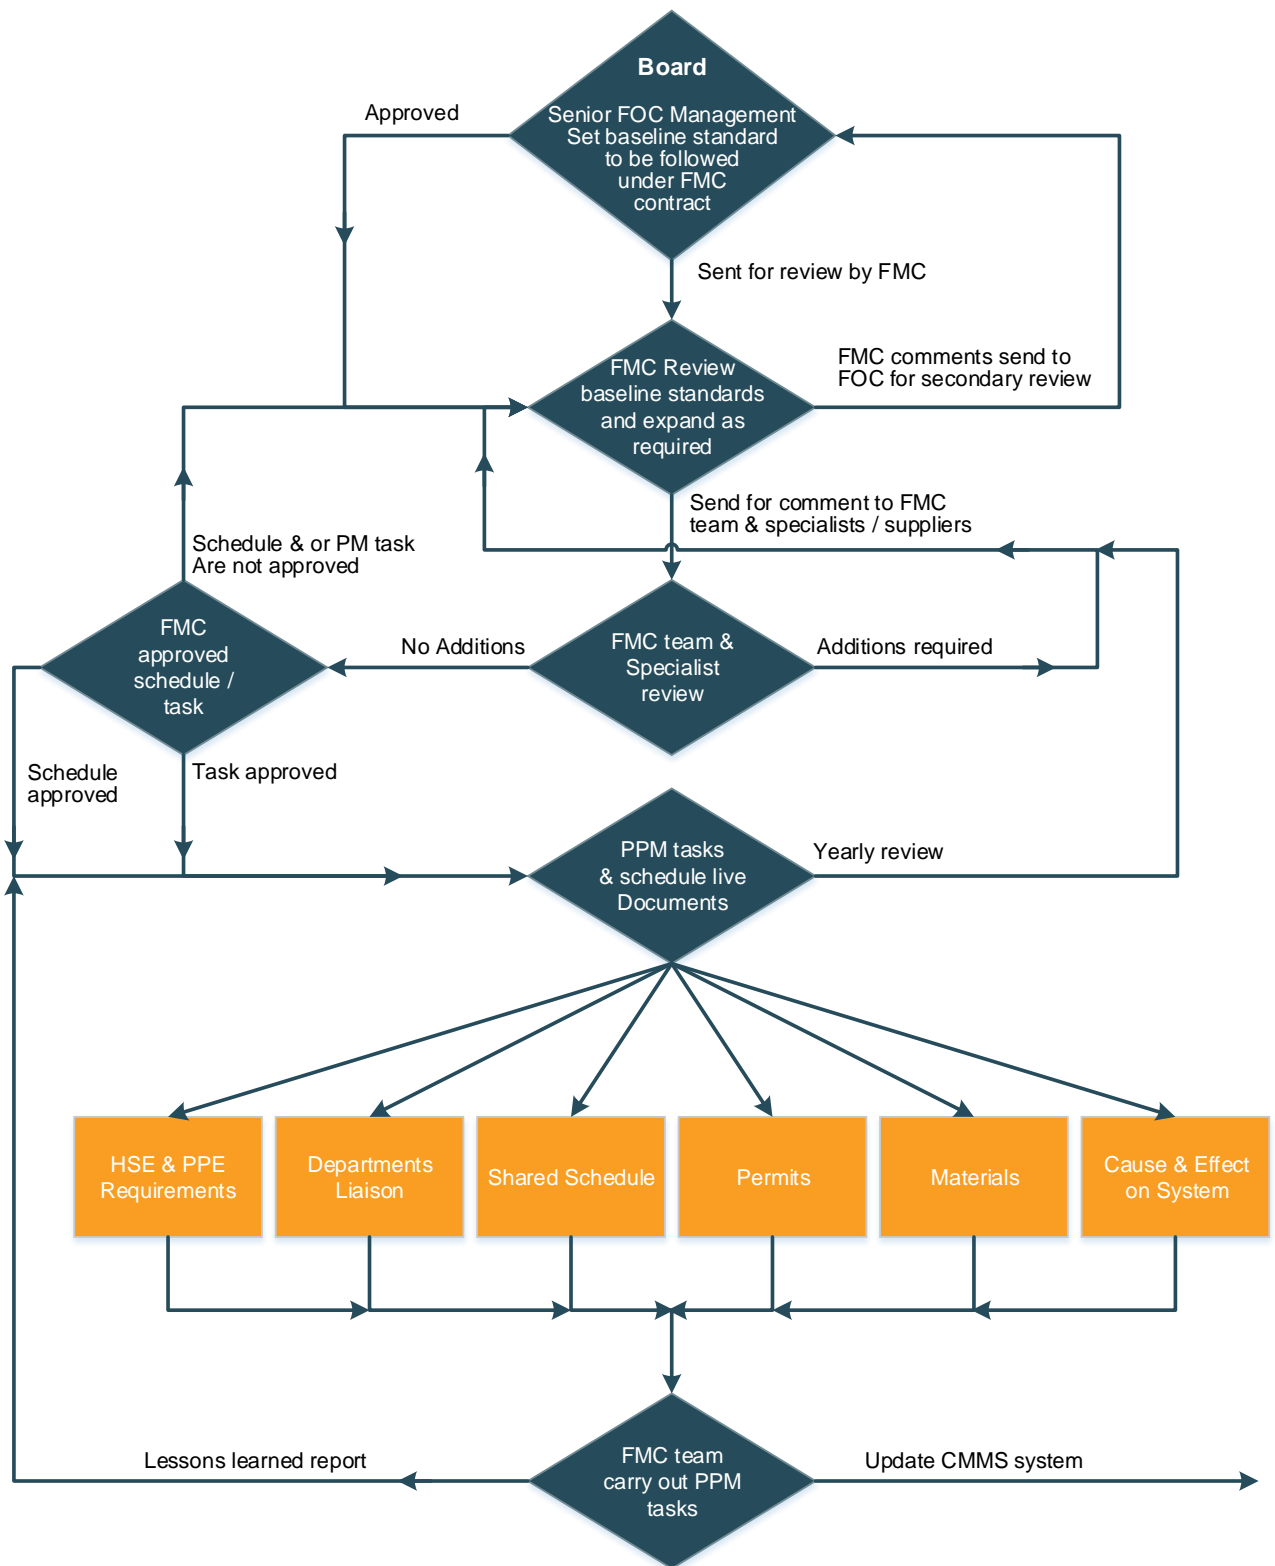 Board
Senior FOC Management
Set baseline standard
to be followed
under FMC
contract
Approved
Sent for review by FMC
FMC Review
baseline standards
and expand as
required
FMC comments send to
FOC for secondary review
Send for comment to FMC
team & specialists / suppliers
Schedule & or PM task
Are not approved
FMC
approved
schedule /
task
No Additions
FMC team &
Specialist
review
Additions required
Schedule
approved
Task approved
PPM tasks
& schedule live
Documents
Yearly review
HSE & PPE
Requirements
Departments
Liaison
Shared Schedule
Permits
Materials
Cause & Effect
on System
Lessons learned report
FMC team
carry out PPM
tasks
Update CMMS system